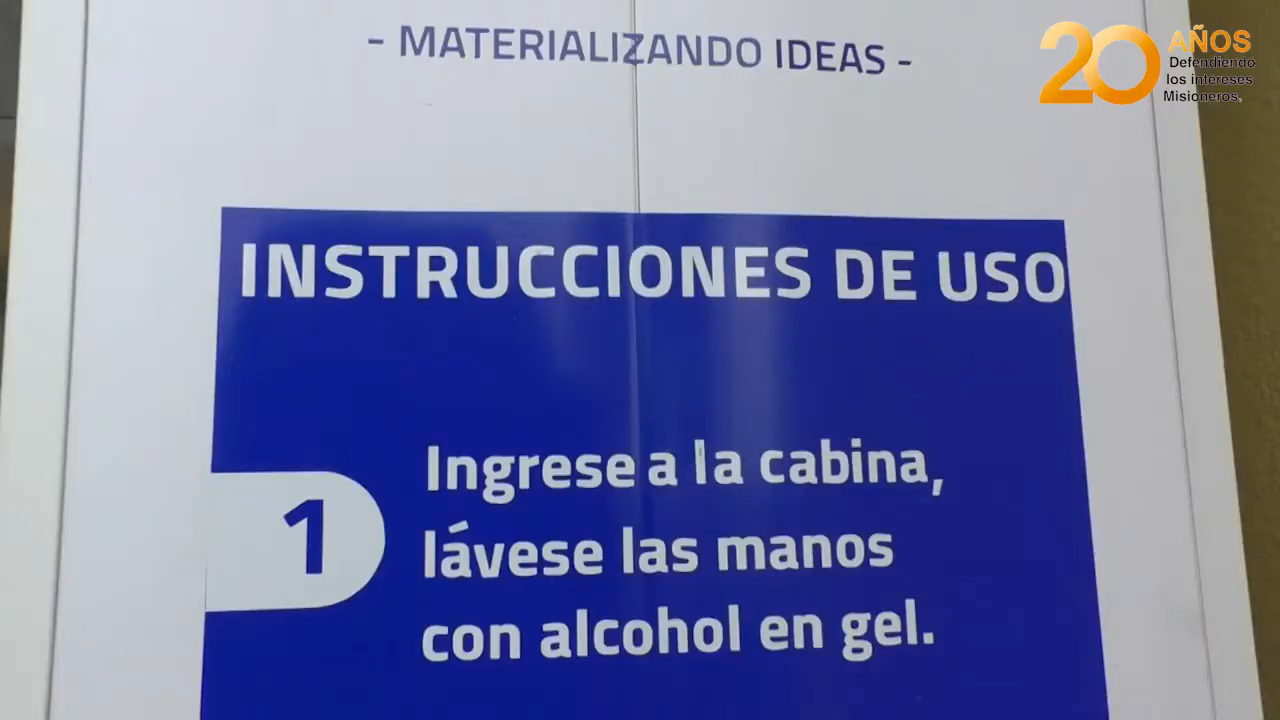 - MATERIALIZANDO IDEAS -
20 AÑOS
Defendiendo
los intereses
Misioneros.
INSTRUCCIONES DE USO
1
Ingrese a la cabina,
lávese las manos
con alcohol en gel.